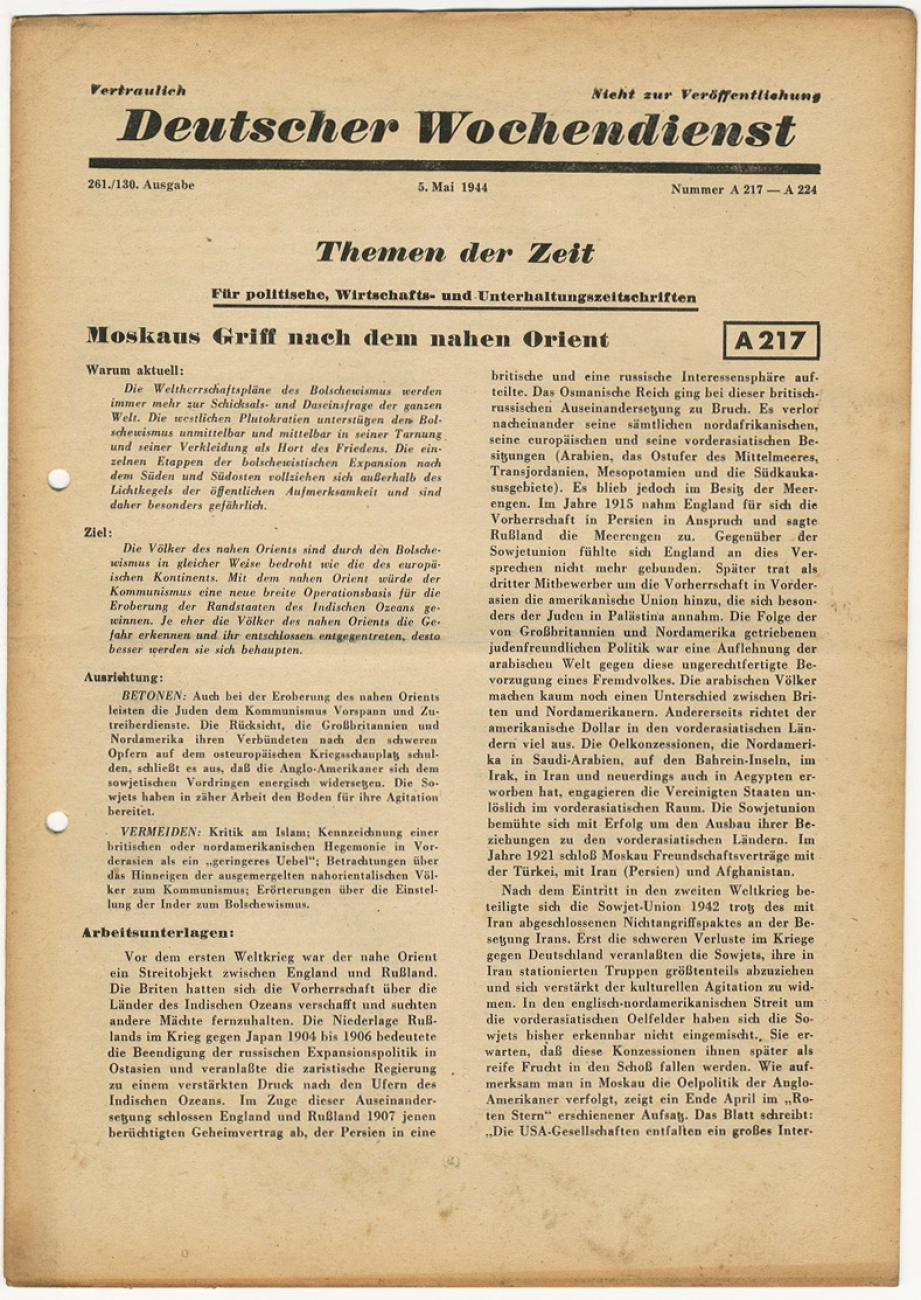 Vertraulich
Nicht zur Veröffentlichung
Deutscher Wochendienst
261./130. Ausgabe
5. Mai 1944
Nummer A 217 — A 224
Themen der Zeit
Für politische, Wirtschafts- und Unterhaltungszeitschriften
Moskaus Griff nach dem nahen Orient
A 217
Warum aktuell:
Die Weltherrschaftspläne des Bolschewismus werden
immer mehr zur Schicksals- und Daseinsfrage der ganzen
Welt. Die westlichen Plutokratien unterstützen den Bol-
schewismus unmittelbar und mittelbar in seiner Tarnung
und seiner Verkleidung als Hort des Friedens. Die ein-
zelnen Etappen der bolschewistischen Expansion nach
dem Süden und Südosten vollziehen sich außerhalb des
Lichtkegels der öffentlichen Aufmerksamkeit und sind
daher besonders gefährlich.
Ziel:
Die Völker des nahen Orients sind durch den Bolsche-
wismus in gleicher Weise bedroht wie die des europä-
ischen Kontinents. Mit dem nahen Orient würde der
Kommunismus eine neue breite Operationsbasis für die
Eroberung der Randstaaten des Indischen Ozeans ge-
winnen. Je eher die Völker des nahen Orients die Ge-
fahr erkennen und ihr entschlossen entgegentreten, desto
besser werden sie sich behaupten.
Ausrichtung:
BETONEN: Auch bei der Eroberung des nahen Orients
leisten die Juden dem Kommunismus Vorspann und Zu-
treiberdienste. Die Rücksicht, die Großbritannien und
Nordamerika ihren Verbündeten nach den schweren
Opfern auf dem osteuropäischen Kriegsschauplatz schul-
den, schließt es aus, daß die Anglo-Amerikaner sich dem
sowjetischen Vordringen energisch widersetzen. Die So-
wjets haben in zäher Arbeit den Boden für ihre Agitation
bereitet.
VERMEIDEN: Kritik am Islam; Kennzeichnung einer
britischen oder nordamerikanischen Hegemonie in Vor-
derasien als ein „geringeres Uebel“; Betrachtungen über
das Hinneigen der ausgemergelten nahorientalischen Völ-
ker zum Kommunismus; Erörterungen über die Einstel-
lung der Inder zum Bolschewismus.
Arbeitsunterlagen:
Vor dem ersten Weltkrieg war der nahe Orient
ein Streitobjekt zwischen England und Rußland.
Die Briten hatten sich die Vorherrschaft über die
Länder des Indischen Ozeans verschafft und suchten
andere Mächte fernzuhalten. Die Niederlage Ruß-
lands im Krieg gegen Japan 1904 bis 1906 bedeutete
die Beendigung der russischen Expansionspolitik in
Ostasien und veranlaßte die zaristische Regierung
zu einem verstärkten Druck nach den Ufern des
Indischen Ozeans. Im Zuge dieser Auseinander-
setzung schlossen England und Rußland 1907 jenen
berüchtigten Geheimvertrag ab, der Persien in eine
britische und eine russische Interessensphäre auf-
teilte. Das Osmanische Reich ging bei dieser britisch-
russischen Auseinandersetzung zu Bruch. Es verlor
nacheinander seine sämtlichen nordafrikanischen,
seine europäischen und seine vorderasiatischen Be-
sitzungen (Arabien, das Ostufer des Mittelmeeres,
Transjordanien, Mesopotamien und die Südkauka-
susgebiete). Es blieb jedoch im Besitz der Meer-
engen. Im Jahre 1915 nahm England für sich die
Vorherrschaft in Persien in Anspruch und sagte
Rußland die Meerengen zu. Gegenüber der
Sowjetunion fühlte sich England an dies Ver-
sprechen nicht mehr gebunden. Später trat als
dritter Mitbewerber um die Vorherrschaft in Vorder-
asien die amerikanische Union hinzu, die sich beson-
ders der Juden in Palästina annahm. Die Folge der
von Großbritannien und Nordamerika getriebenen
judenfreundlichen Politik war eine Auflehnung der
arabischen Welt gegen diese ungerechtfertigte Be-
vorzugung eines Fremdvolkes. Die arabischen Völker
machen kaum noch einen Unterschied zwischen Bri-
ten und Nordamerikanern. Andererseits richtet der
amerikanische Dollar in den vorderasiatischen Län-
dern viel aus. Die Oelkonzessionen, die Nordameri-
ka in Saudi-Arabien, auf den Bahrein-Inseln, im
Irak, in Iran und neuerdings auch in Aegypten er-
worben hat, engagieren die Vereinigten Staaten un-
löslich im vorderasiatischen Raum. Die Sowjetunion
bemühte sich mit Erfolg um den Ausbau ihrer Be-
ziehungen zu den vorderasiatischen Ländern. Im
Jahre 1921 schloß Moskau Freundschaftsverträge mit
der Türkei, mit Iran (Persien) und Afghanistan.
Nach dem Eintritt in den zweiten Weltkrieg be-
teiligte sich die Sowjet-Union 1942 trotz des mit
Iran abgeschlossenen Nichtangriffspaktes an der Be-
setzung Irans. Erst die schweren Verluste im Kriege
gegen Deutschland veranlaßten die Sowjets, ihre in
Iran stationierten Truppen größtenteils abzuziehen
und sich verstärkt der kulturellen Agitation zu wid-
men. In den englisch-nordamerikanischen Streit um
die vorderasiatischen Oelfelder haben sich die So-
wjets bisher erkennbar nicht eingemischt. Sie er-
warten, daß diese Konzessionen ihnen später als
reife Frucht in den Schoß fallen werden. Wie auf-
merksam man in Moskau die Oelpolitik der Anglo-
Amerikaner verfolgt, zeigt ein Ende April im „Ro-
ten Stern“ erschienener Aufsatz. Das Blatt schreibt:
„Die USA-Gesellschaften entfalten ein großes Inter-